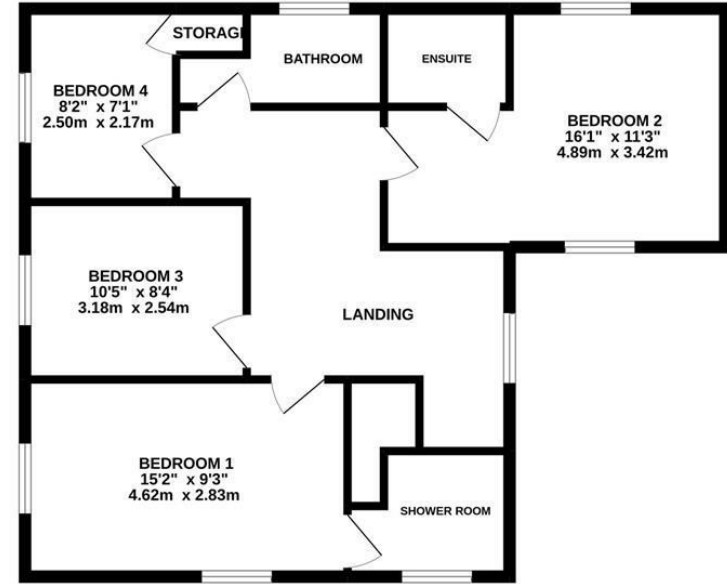 STORAGE
BATHROOM
ENSUITE
BEDROOM 4
8'2" x 7'1"
2.50m x 2.17m
BEDROOM 2
16'1" x 11'3"
4.89m x 3.42m
BEDROOM 3
10'5" x 8'4"
3.18m x 2.54m
LANDING
BEDROOM 1
15'2" x 9'3"
4.62m x 2.83m
SHOWER ROOM